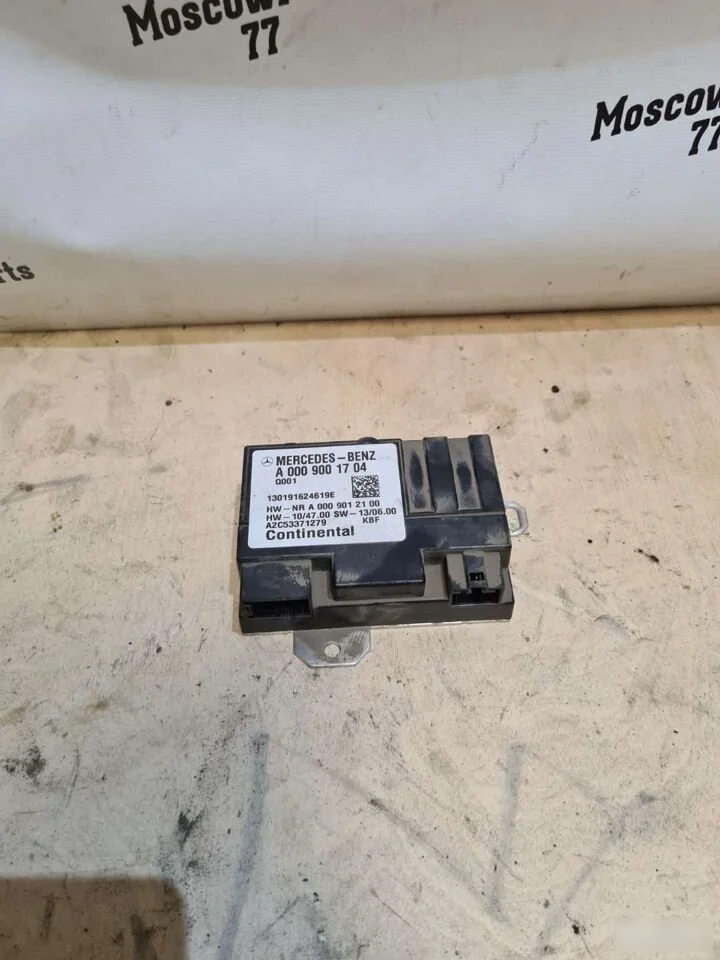 Moscow
77
Moscow
77
rts
MERCEDES-BENZ
A 000 900 17 04
Q001
130191624619E
HW-NR A 000 901 21 00
HW-10/47.00 SW-13/06.00
A2C53371279 KBF
Continental